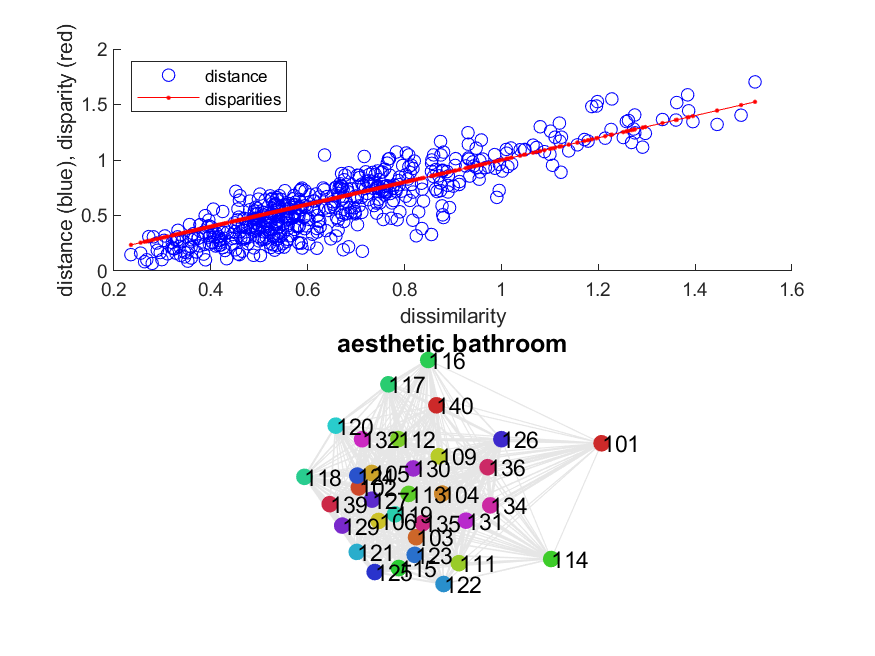 distance (blue), disparity (red)
2
1.5
1
0.5
0
distance
disparities
0.2 0.4 0.6 0.8 1 1.2 1.4 1.6
dissimilarity
aesthetic bathroom
116
117
140
120
132 112 126 101
109
130 136
118 124 105
102 113 104
139 127 134
106 119
129 135 131
103
121 123 114
125 115 111
122